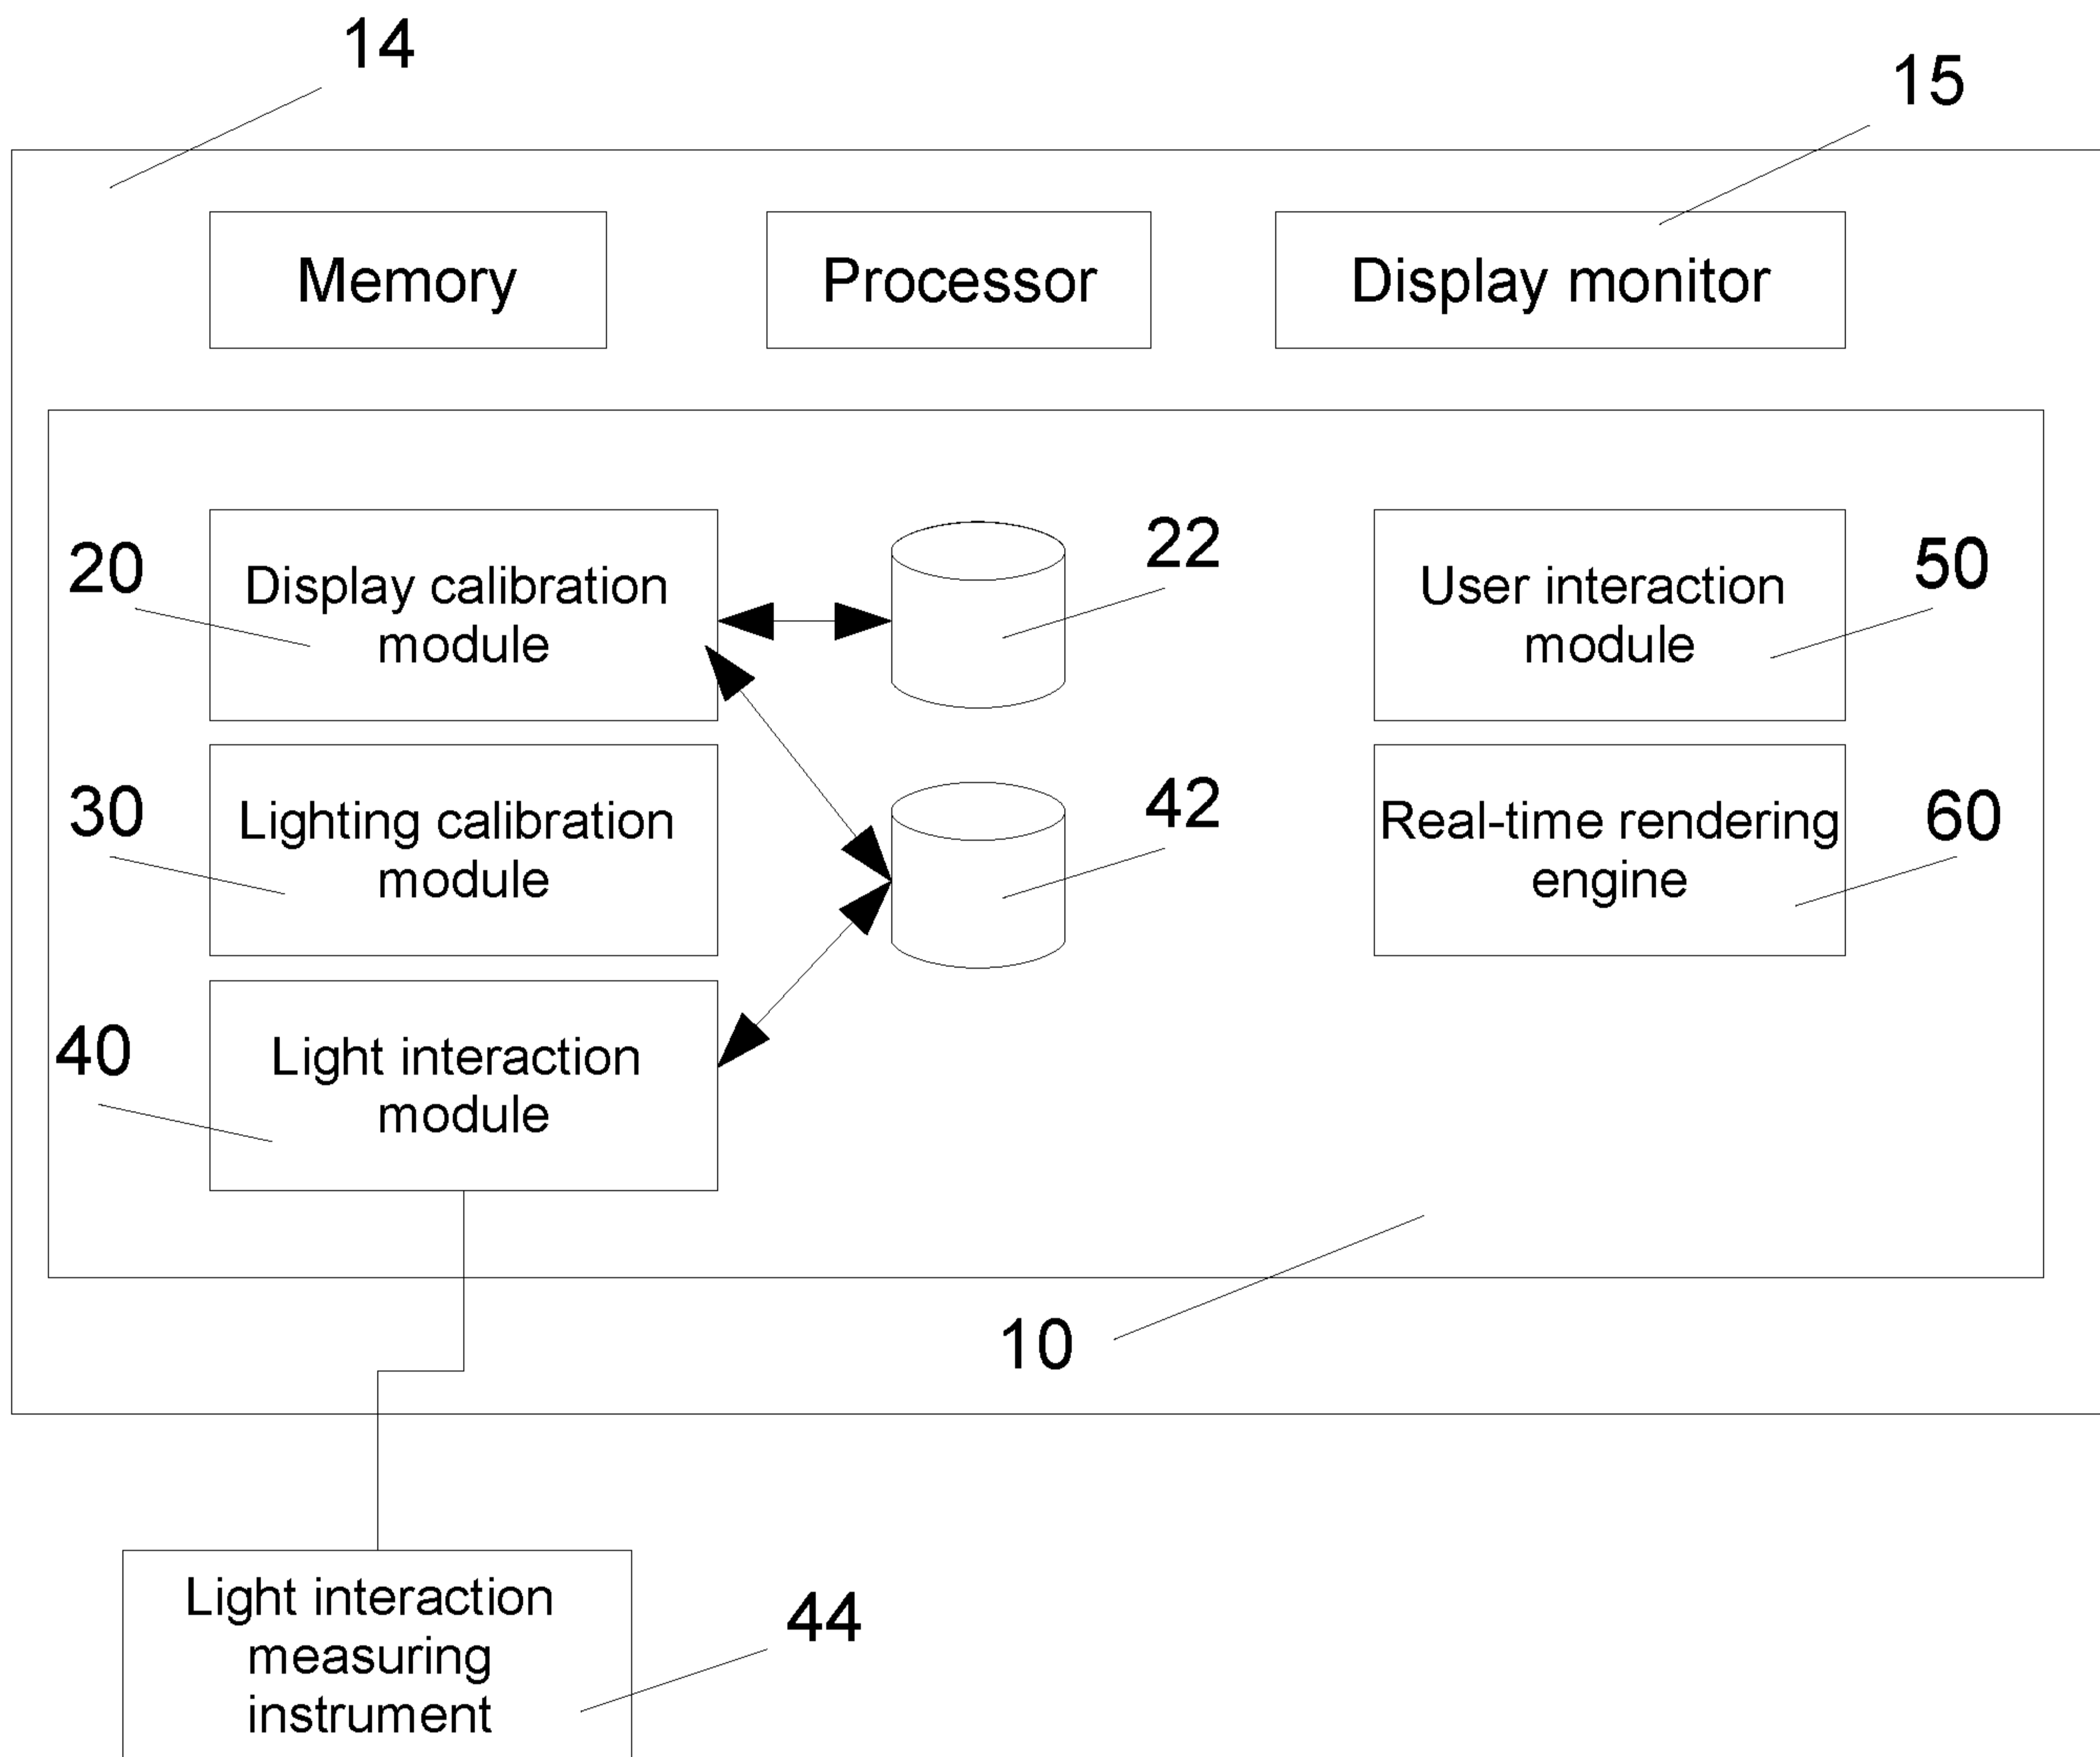 14
15
Memory
Processor
Display monitor
20
Display calibration
module
22
User interaction
module
50
30
Lighting calibration
module
42
Real-time rendering
engine
60
40
Light interaction
module
10
Light interaction
measuring
instrument
44